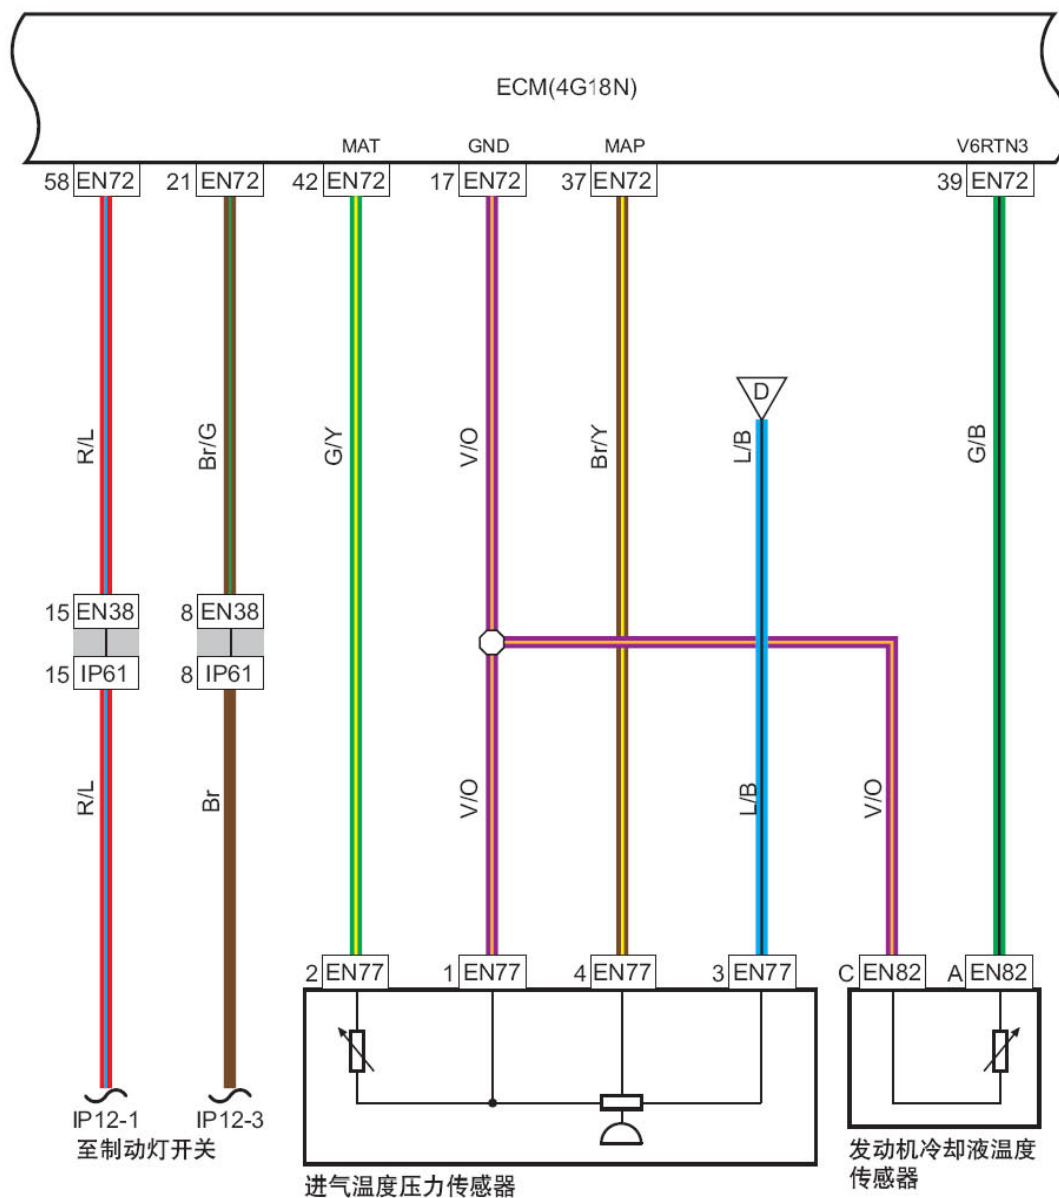 ECM(4G18N)
MAT GND MAP V6RTN3
58 EN72 21 EN72 42 EN72 17 EN72 37 EN72 39 EN72
D
R/L Br/G G/Y V/O Br/Y L/B G/B
15 EN38 8 EN38
15 IP61 8 IP61
R/L Br V/O L/B V/O
2 EN77 1 EN77 4 EN77 3 EN77 C EN82 A EN82
IP12-1 IP12-3
至制动灯开关
进气温度压力传感器
发动机冷却液温度
传感器